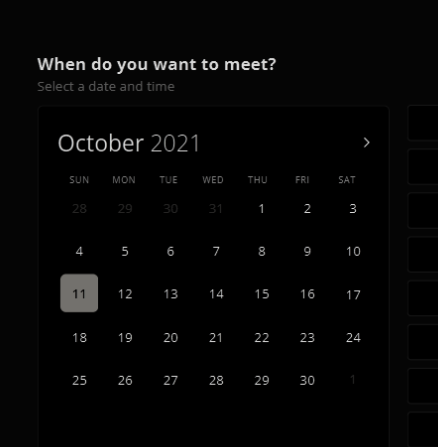 When do you want to meet?
Select a date and time
October 2021
SUN MON TUE WED THU FRI SAT
28 29 30 31 1 2 3
4 5 6 7 8 9 10
11 12 13 14 15 16 17
18 19 20 21 22 23 24
25 26 27 28 29 30 1